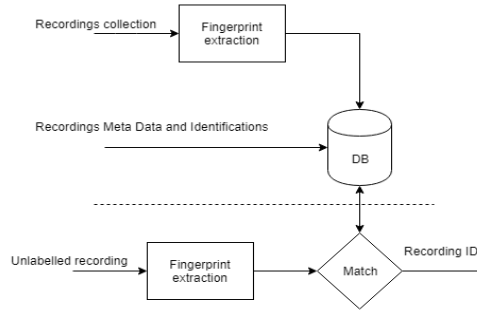 Recordings collection
Fingerprint
extraction
Recordings Meta Data and Identifications
DB
Unlabelled recording
Fingerprint
extraction
Match
Recording ID